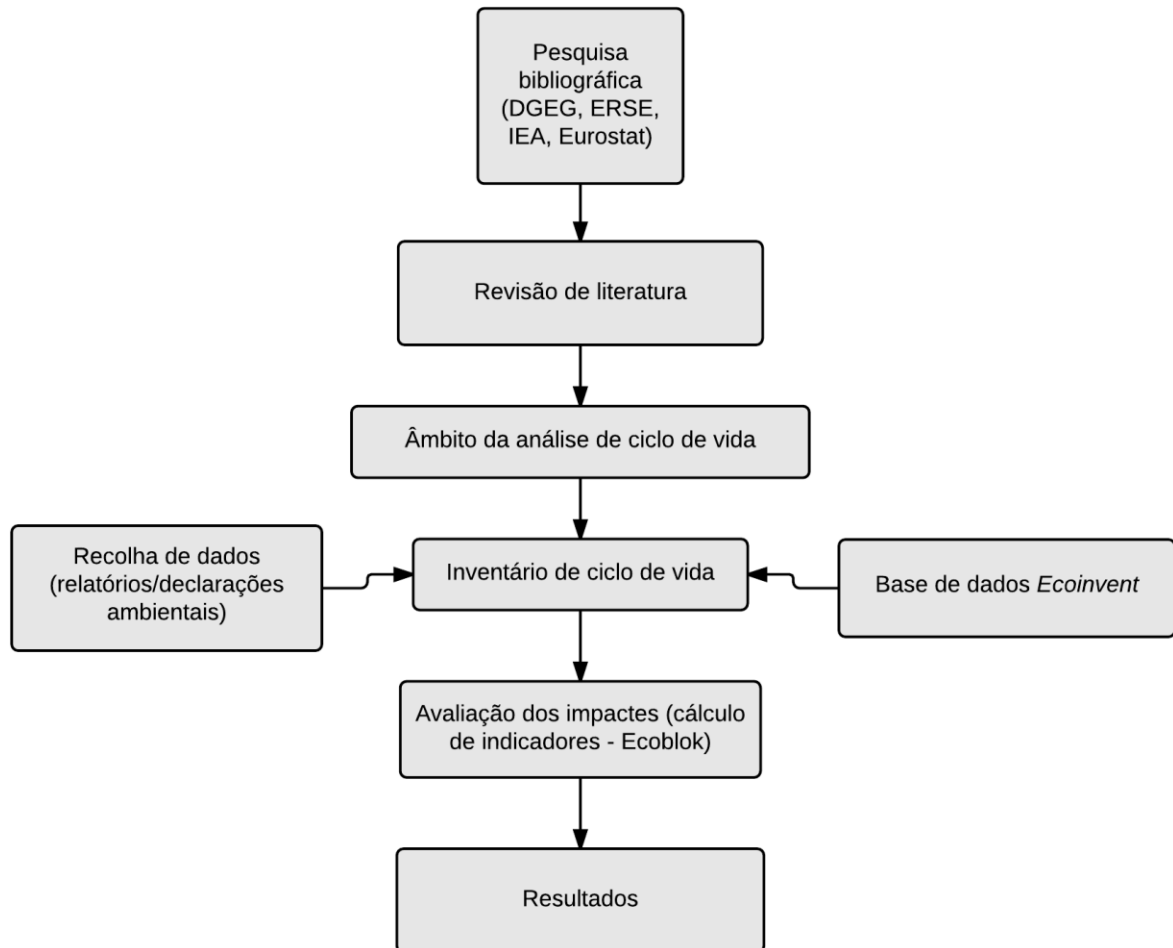 Pesquisa
bibliográfica
(DGEG, ERSE,
IEA, Eurostat)
Revisão de literatura
Âmbito da análise de ciclo de vida
Recolha de dados
(relatórios/declarações
ambientais)
Inventário de ciclo de vida
Base de dados Ecoinvent
Avaliação dos impactes (cálculo
de indicadores - Ecoblok)
Resultados